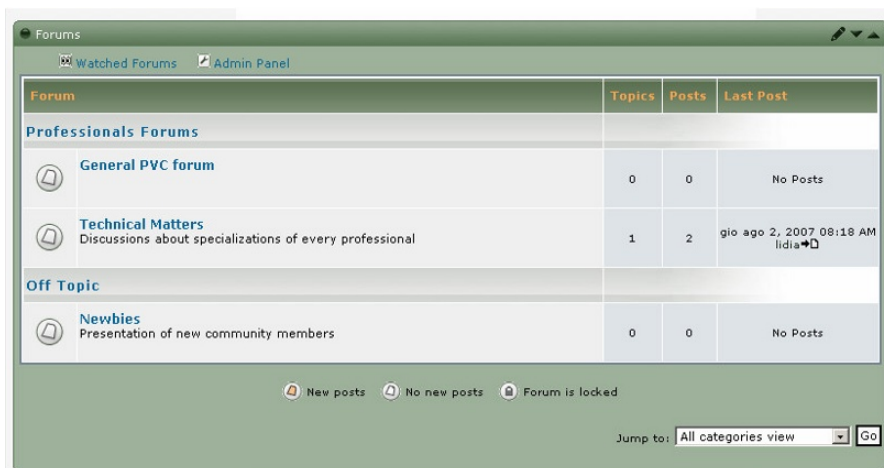 Forums
Watched Forums Admin Panel
Forum Topics Posts Last Post
Professionals Forums
General PVC forum
0 0 No Posts
Technical Matters
Discussions about specializations of every professional
1 2 gio ago 2, 2007 08:18 AM
lidia
Off Topic
Newbies
Presentation of new community members
0 0 No Posts
New posts No new posts Forum is locked
Jump to: All categories view Go